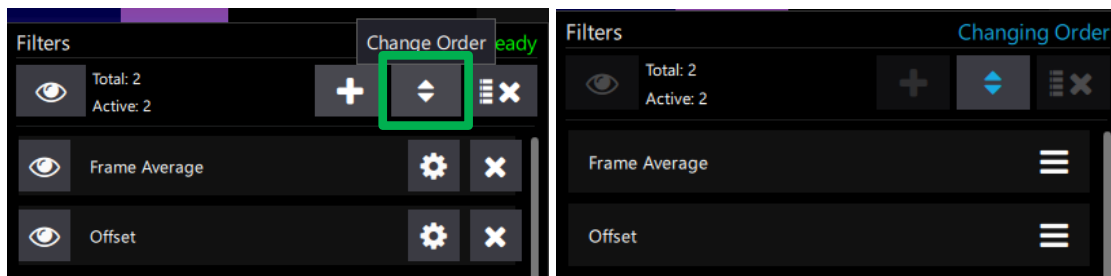 Filters
Change Order
eady
Total: 2
Active: 2
Frame Average
Offset
Filters
Changing Order
Total: 2
Active: 2
Frame Average
Offset